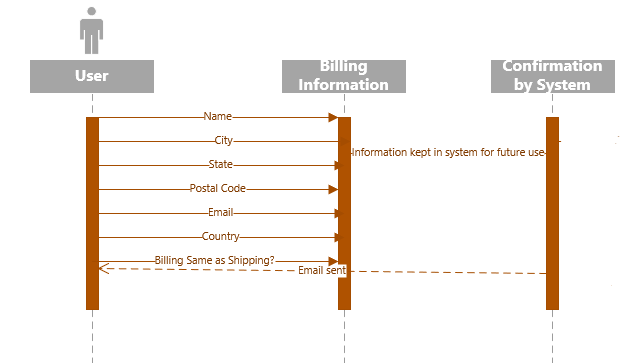 User
Billing
Information
Confirmation
by System
Name
City
Information kept in system for future use
State
Postal Code
Email
Country
Billing Same as Shipping?
Email sent